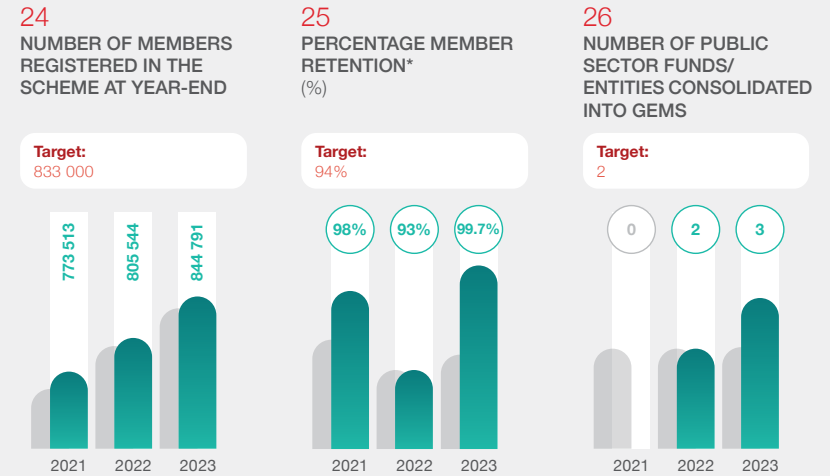 24
NUMBER OF MEMBERS
REGISTERED IN THE
SCHEME AT YEAR-END
Target:
833 000
773 513
805 544
844 791
2021
2022
2023
25
PERCENTAGE MEMBER
RETENTION*
(%)
Target:
94%
98%
93%
99.7%
2021
2022
2023
26
NUMBER OF PUBLIC
SECTOR FUNDS/
ENTITIES CONSOLIDATED
INTO GEMS
Target:
2
0
2
3
2021
2022
2023